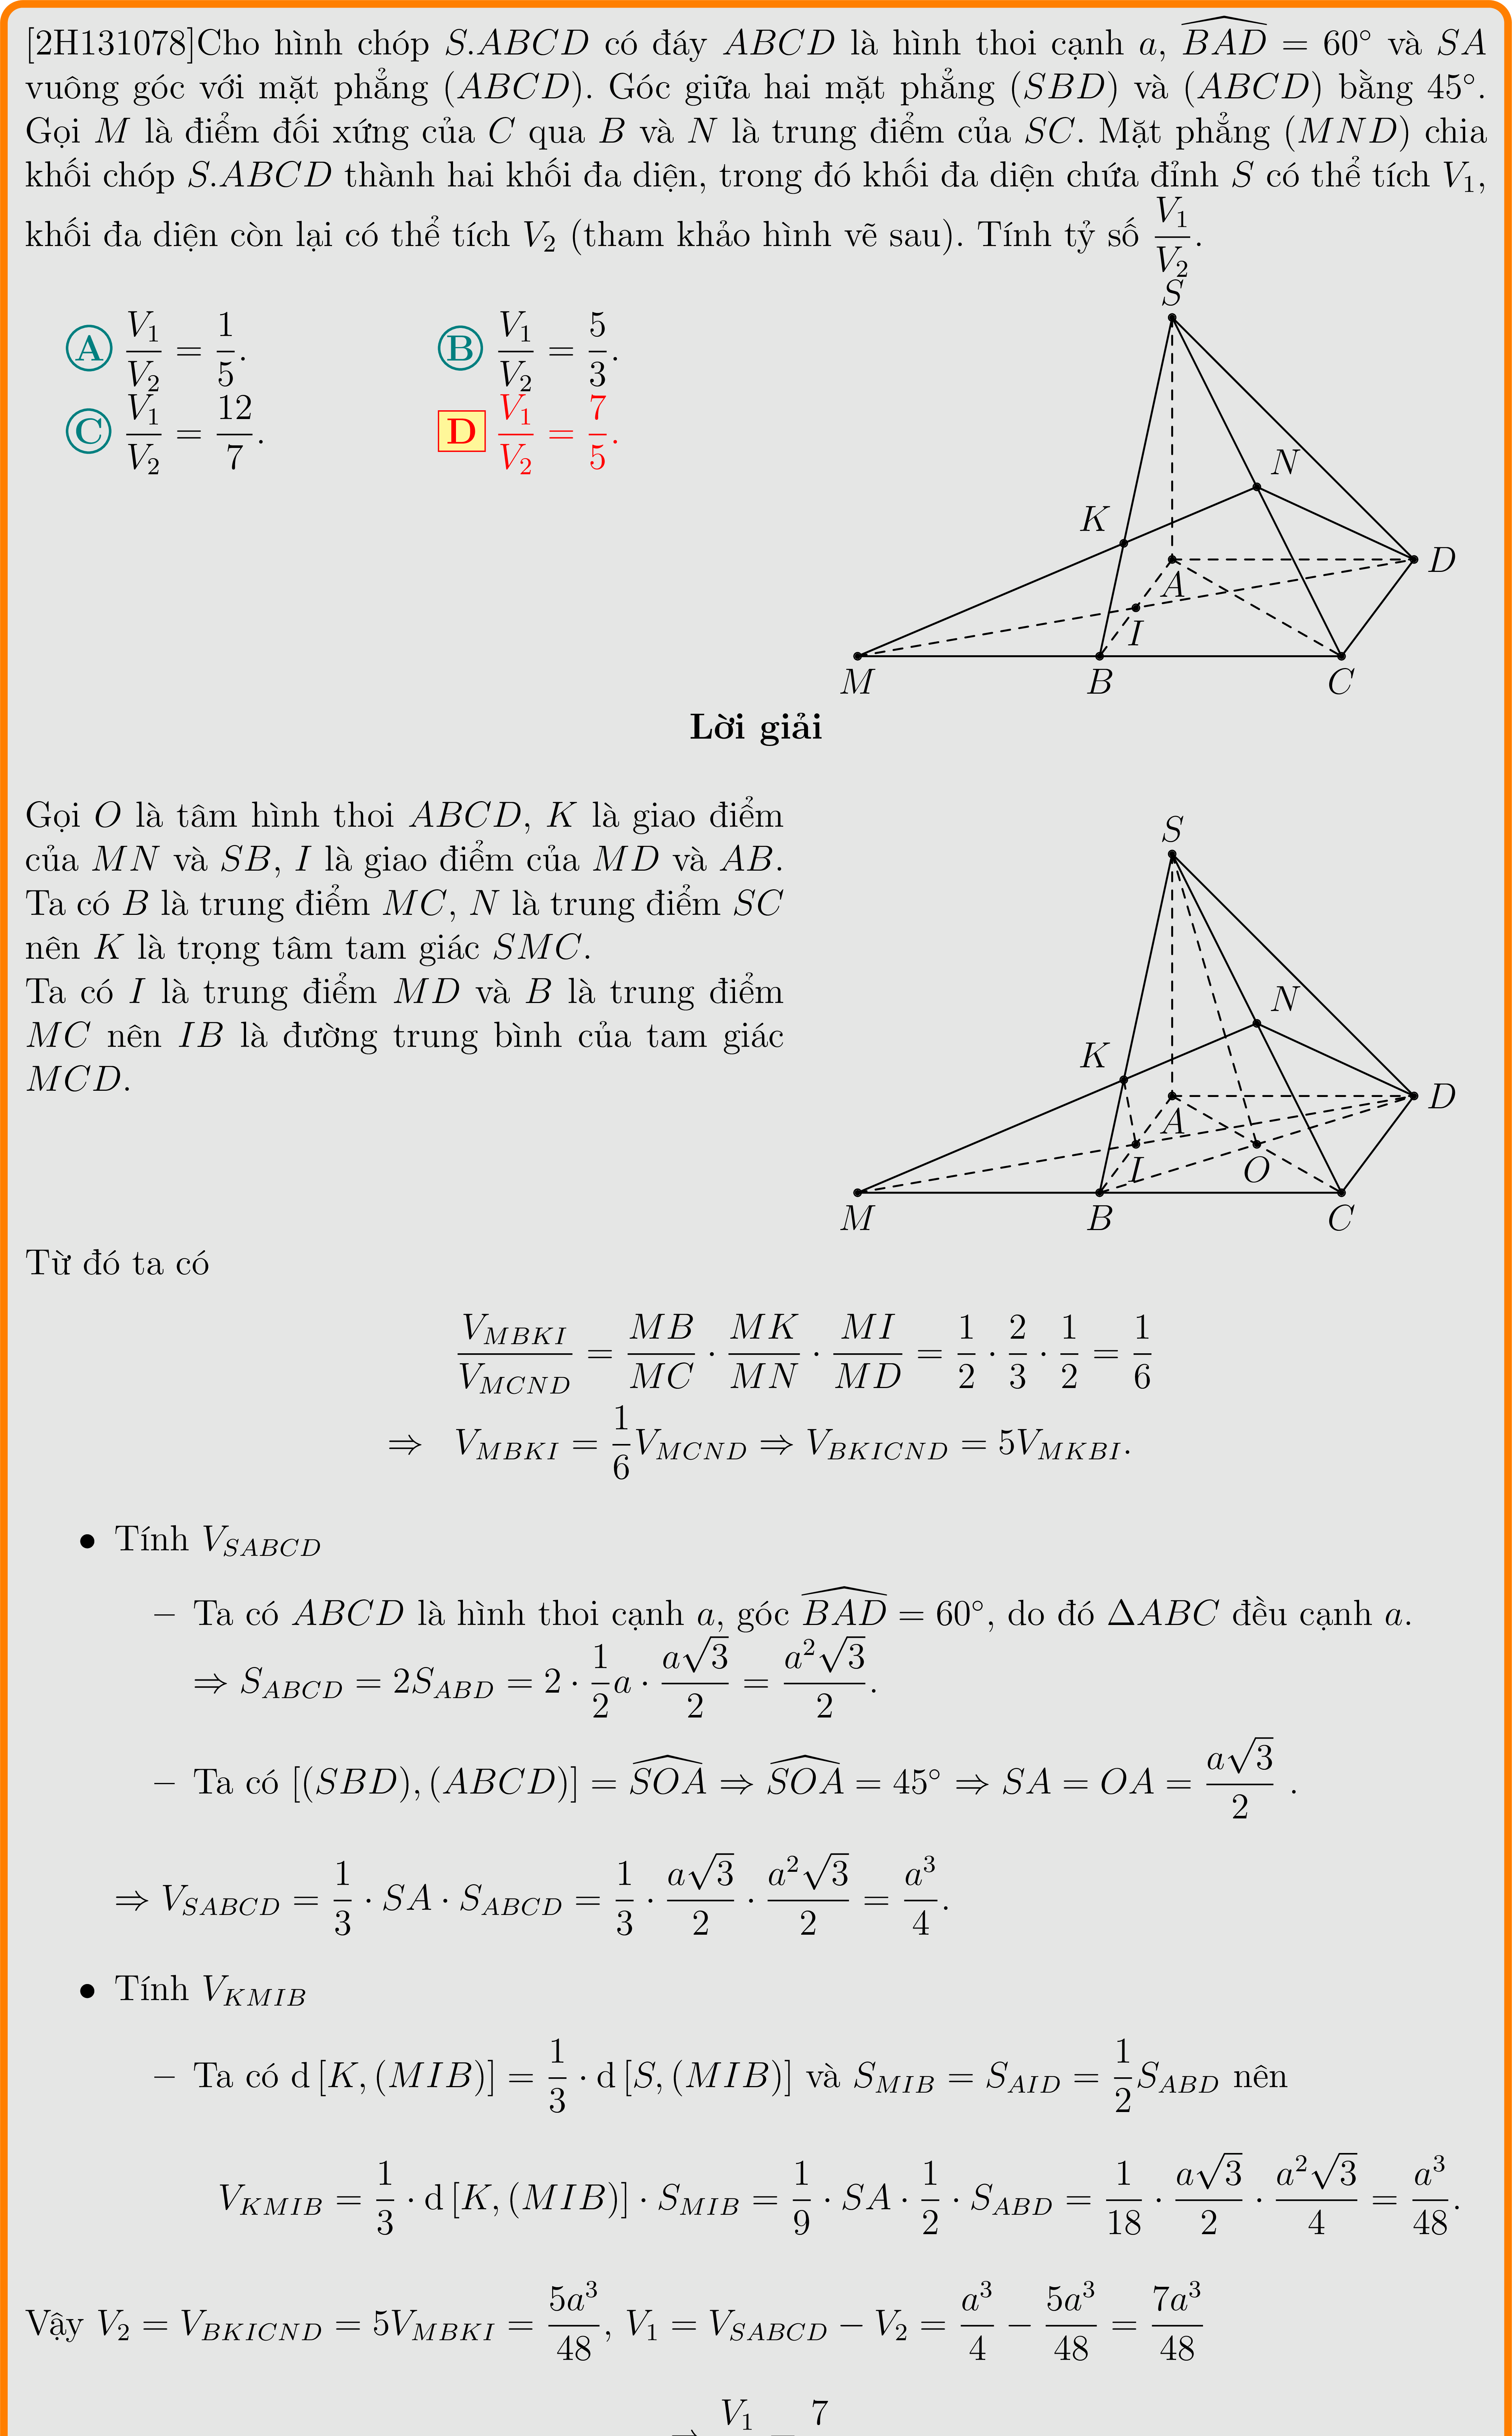 [2H131078]Cho hình chóp S.ABCD có đáy ABCD là hình thoi cạnh a, $\widehat{BAD}$ = 60° và SA
vuông góc với mặt phẳng (ABCD). Góc giữa hai mặt phẳng (SBD) và (ABCD) bằng 45°.
Gọi M là điểm đối xứng của C qua B và N là trung điểm của SC. Mặt phẳng (MND) chia
khối chóp S.ABCD thành hai khối đa diện, trong đó khối đa diện chứa đỉnh S có thể tích V₁,
khối đa diện còn lại có thể tích V₂ (tham khảo hình vẽ sau). Tính tỷ số $\frac{V_1}{V_2}$.
A $\frac{V_1}{V_2} = \frac{1}{5}$. B $\frac{V_1}{V_2} = \frac{5}{3}$.
C $\frac{V_1}{V_2} = \frac{12}{7}$. D $\frac{V_1}{V_2} = \frac{7}{5}$.
S
N
K
A
D
I
M B C
Lời giải
Gọi O là tâm hình thoi ABCD, K là giao điểm
của MN và SB, I là giao điểm của MD và AB.
Ta có B là trung điểm MC, N là trung điểm SC
nên K là trọng tâm tam giác SMC.
Ta có I là trung điểm MD và B là trung điểm
MC nên IB là đường trung bình của tam giác
MCD.
S
N
K
A
D
I O
M B C
Từ đó ta có
$\frac{V_{MBKI}}{V_{MCND}} = \frac{MB}{MC} \cdot \frac{MK}{MN} \cdot \frac{MI}{MD} = \frac{1}{2} \cdot \frac{2}{3} \cdot \frac{1}{2} = \frac{1}{6}$
$\Rightarrow V_{MBKI} = \frac{1}{6}V_{MCND} \Rightarrow V_{BKICND} = 5V_{MKBI}.$
• Tính $V_{SABCD}$
– Ta có ABCD là hình thoi cạnh a, góc $\widehat{BAD}$ = 60°, do đó ΔABC đều cạnh a.
$\Rightarrow S_{ABCD} = 2S_{ABD} = 2 \cdot \frac{1}{2}a \cdot \frac{a\sqrt{3}}{2} = \frac{a^2\sqrt{3}}{2}.$
– Ta có $[(SBD), (ABCD)] = \widehat{SOA} \Rightarrow \widehat{SOA} = 45° \Rightarrow SA = OA = \frac{a\sqrt{3}}{2}$ .
$\Rightarrow V_{SABCD} = \frac{1}{3} \cdot SA \cdot S_{ABCD} = \frac{1}{3} \cdot \frac{a\sqrt{3}}{2} \cdot \frac{a^2\sqrt{3}}{2} = \frac{a^3}{4}.$
• Tính $V_{KMIB}$
– Ta có d [K, (MIB)] = $\frac{1}{3}$ · d [S, (MIB)] và $S_{MIB} = S_{AID} = \frac{1}{2}S_{ABD}$ nên
$V_{KMIB} = \frac{1}{3} \cdot d\,[K, (MIB)] \cdot S_{MIB} = \frac{1}{9} \cdot SA \cdot \frac{1}{2} \cdot S_{ABD} = \frac{1}{18} \cdot \frac{a\sqrt{3}}{2} \cdot \frac{a^2\sqrt{3}}{4} = \frac{a^3}{48}.$
Vậy $V_2 = V_{BKICND} = 5V_{MBKI} = \frac{5a^3}{48}$, $V_1 = V_{SABCD} - V_2 = \frac{a^3}{4} - \frac{5a^3}{48} = \frac{7a^3}{48}$
V₁ = 7